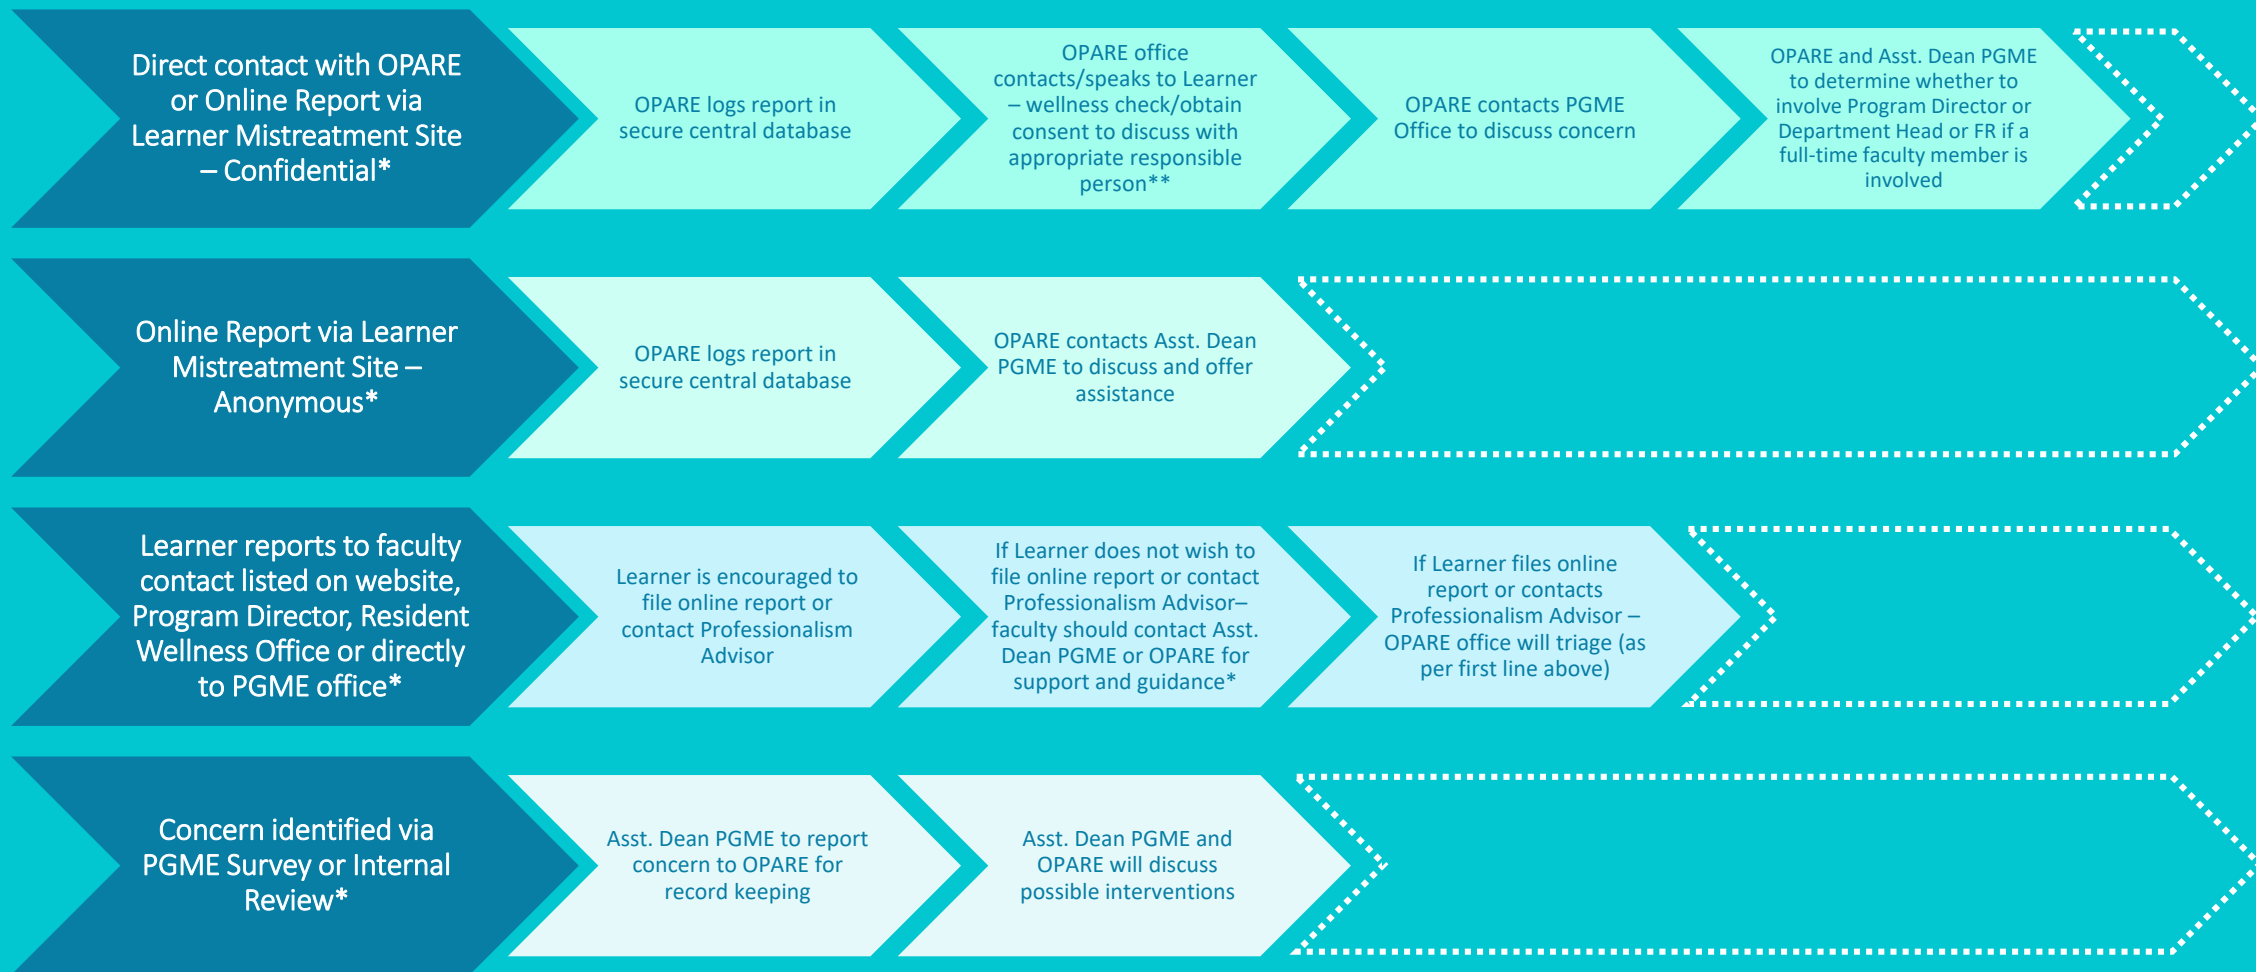 Direct contact with OPARE
or Online Report via
Learner Mistreatment Site
– Confidential*
OPARE logs report in
secure central database
OPARE office
contacts/speaks to Learner
– wellness check/obtain
consent to discuss with
appropriate responsible
person**
OPARE contacts PGME
Office to discuss concern
OPARE and Asst. Dean PGME
to determine whether to
involve Program Director or
Department Head or FR if a
full-time faculty member is
involved
Online Report via Learner
Mistreatment Site –
Anonymous*
OPARE logs report in
secure central database
OPARE contacts Asst. Dean
PGME to discuss and offer
assistance
Learner reports to faculty
contact listed on website,
Program Director, Resident
Wellness Office or directly
to PGME office*
Learner is encouraged to
file online report or
contact Professionalism
Advisor
If Learner does not wish to
file online report or contact
Professionalism Advisor–
faculty should contact Asst.
Dean PGME or OPARE for
support and guidance*
If Learner files online
report or contacts
Professionalism Advisor –
OPARE office will triage (as
per first line above)
Concern identified via
PGME Survey or Internal
Review*
Asst. Dean PGME to report
concern to OPARE for
record keeping
Asst. Dean PGME and
OPARE will discuss
possible interventions